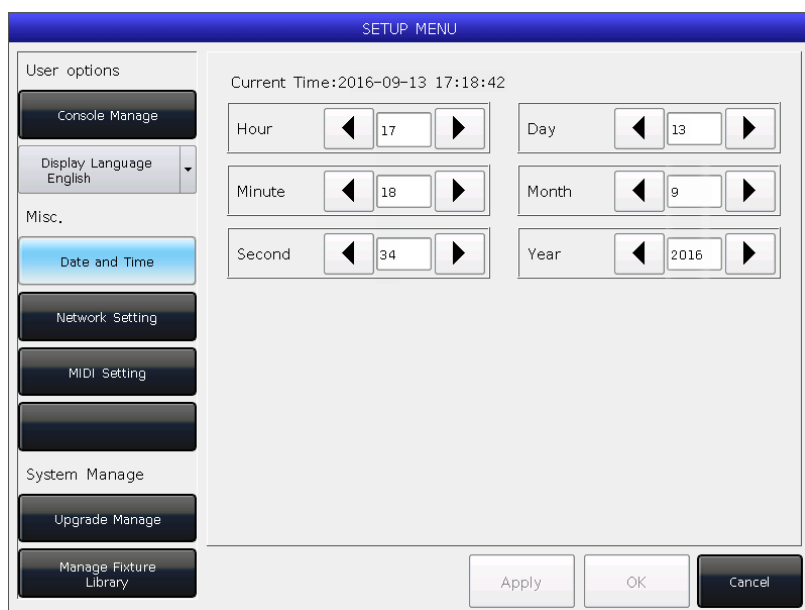 SETUP MENU
User options
Console Manage
Display Language
English
Misc.
Date and Time
Network Setting
MIDI Setting
System Manage
Upgrade Manage
Manage Fixture
Library
Current Time:2016-09-13 17:18:42
Hour 17 Day 13
Minute 18 Month 9
Second 34 Year 2016
Apply OK Cancel